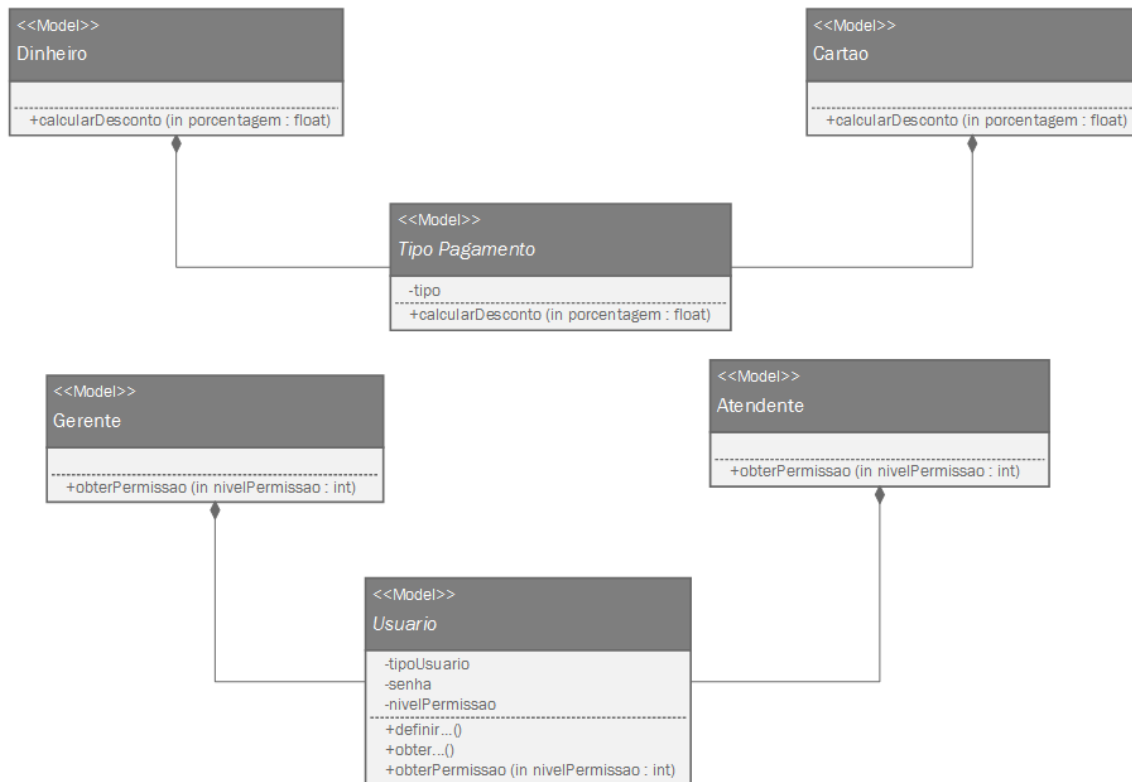 <<Model>>
Dinheiro
+calcularDesconto (in porcentagem : float)
<<Model>>
Cartao
+calcularDesconto (in porcentagem : float)
<<Model>>
Tipo Pagamento
-tipo
+calcularDesconto (in porcentagem : float)
<<Model>>
Gerente
+obterPermissao (in nivelPermissao : int)
<<Model>>
Atendente
+obterPermissao (in nivelPermissao : int)
<<Model>>
Usuario
-tipoUsuario
-senha
-nivelPermissao
+definir...()
+obter...()
+obterPermissao (in nivelPermissao : int)